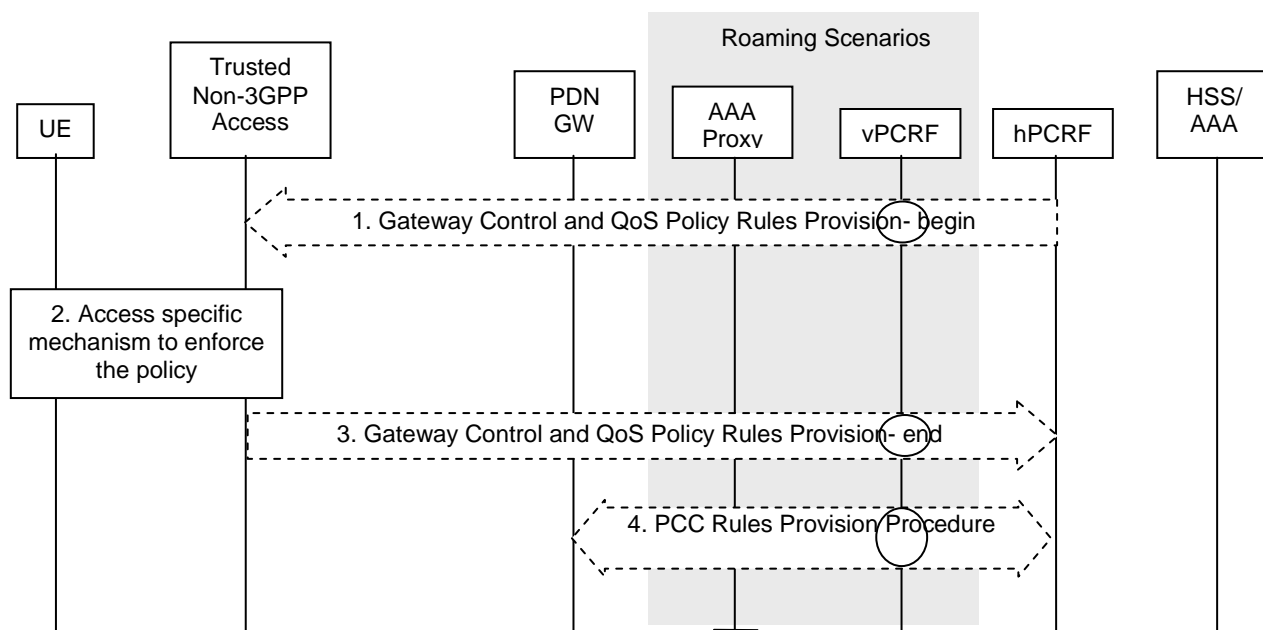 Roaming Scenarios
UE
Trusted
Non-3GPP
Access
PDN
GW
AAA
Proxy
vPCRF
hPCRF
HSS/
AAA
1. Gateway Control and QoS Policy Rules Provision- begin
2. Access specific
mechanism to enforce
the policy
3. Gateway Control and QoS Policy Rules Provision- end
4. PCC Rules Provision Procedure